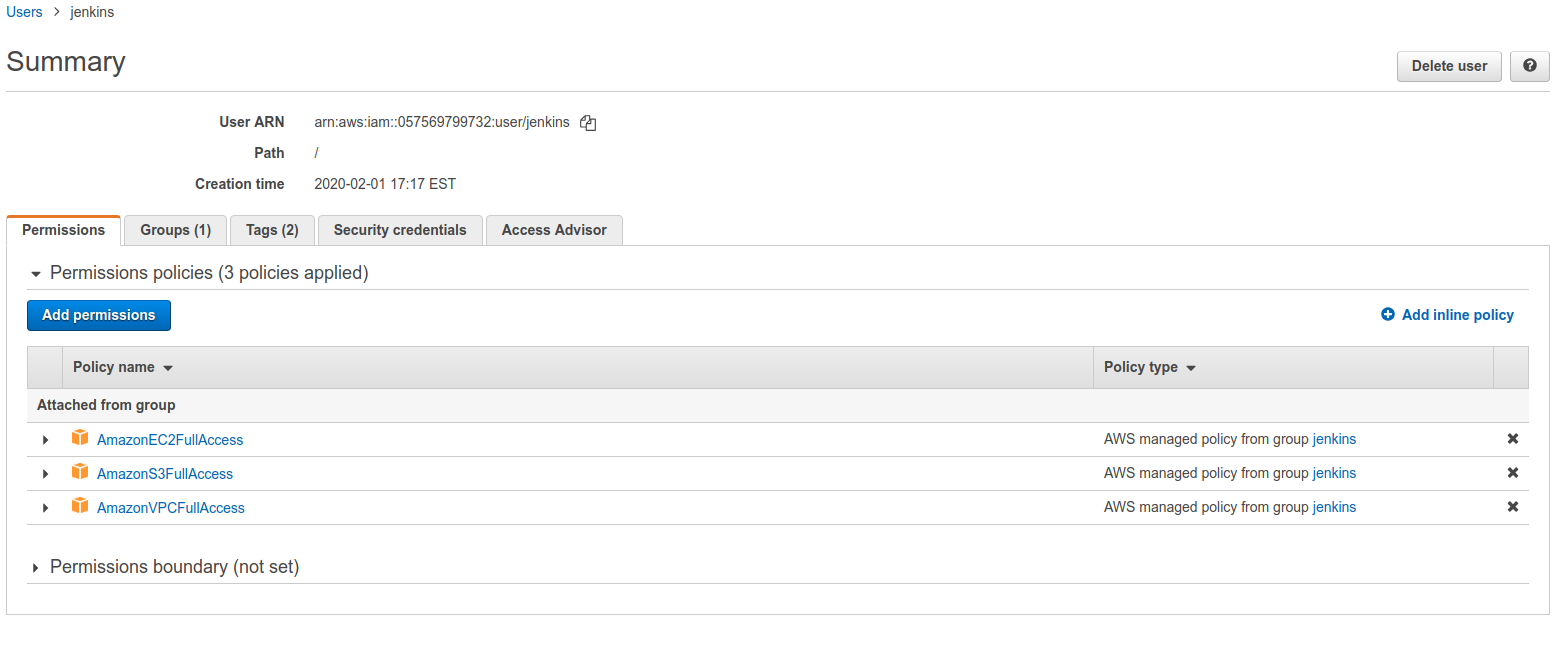 Users > jenkins
Summary
Delete user
User ARN arn:aws:iam::057569799732:user/jenkins
Path /
Creation time 2020-02-01 17:17 EST
Permissions Groups (1) Tags (2) Security credentials Access Advisor
Permissions policies (3 policies applied)
Add permissions Add inline policy
Policy name Policy type
Attached from group
AmazonEC2FullAccess AWS managed policy from group jenkins
AmazonS3FullAccess AWS managed policy from group jenkins
AmazonVPCFullAccess AWS managed policy from group jenkins
Permissions boundary (not set)